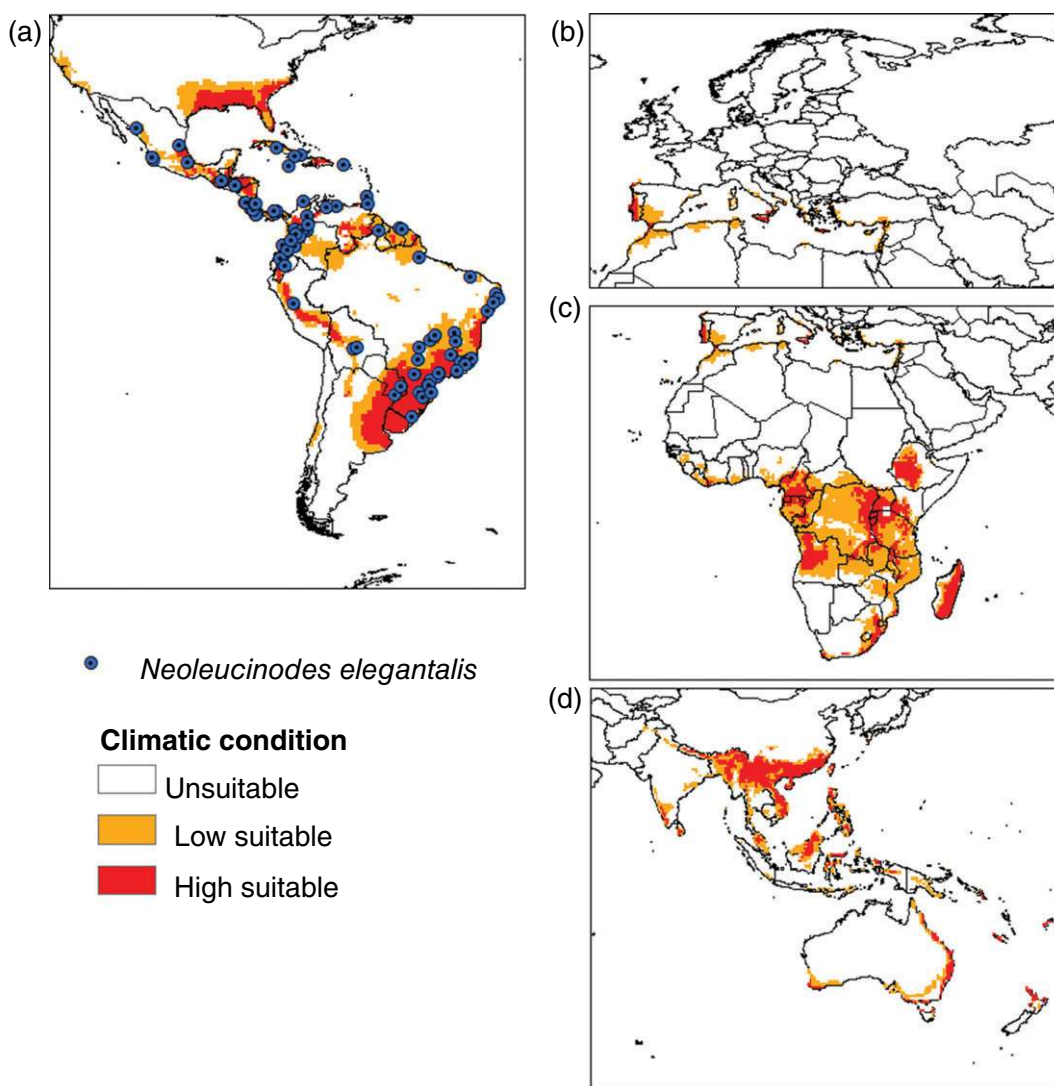 (a)
(b)
(c)
Neoleucinodes elegantalis
(d)
Climatic condition
Unsuitable
Low suitable
High suitable